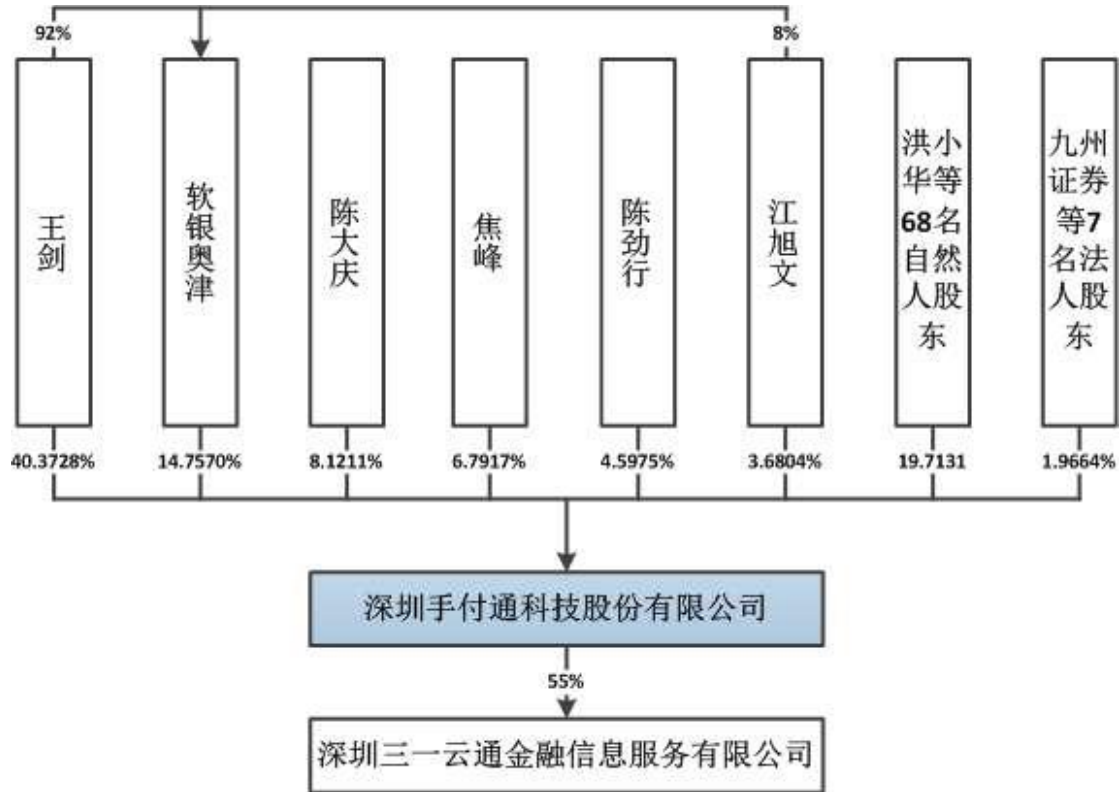 92%
8%
王剑
软银奥津
陈大庆
焦峰
陈劲行
江旭文
洪小
华等
68名
自然
人股
东
九州
证券
等7
名法
人股
东
40.3728%
14.7570%
8.1211%
6.7917%
4.5975%
3.6804%
19.7131
1.9664%
深圳手付通科技股份有限公司
55%
深圳三一云通金融信息服务有限公司